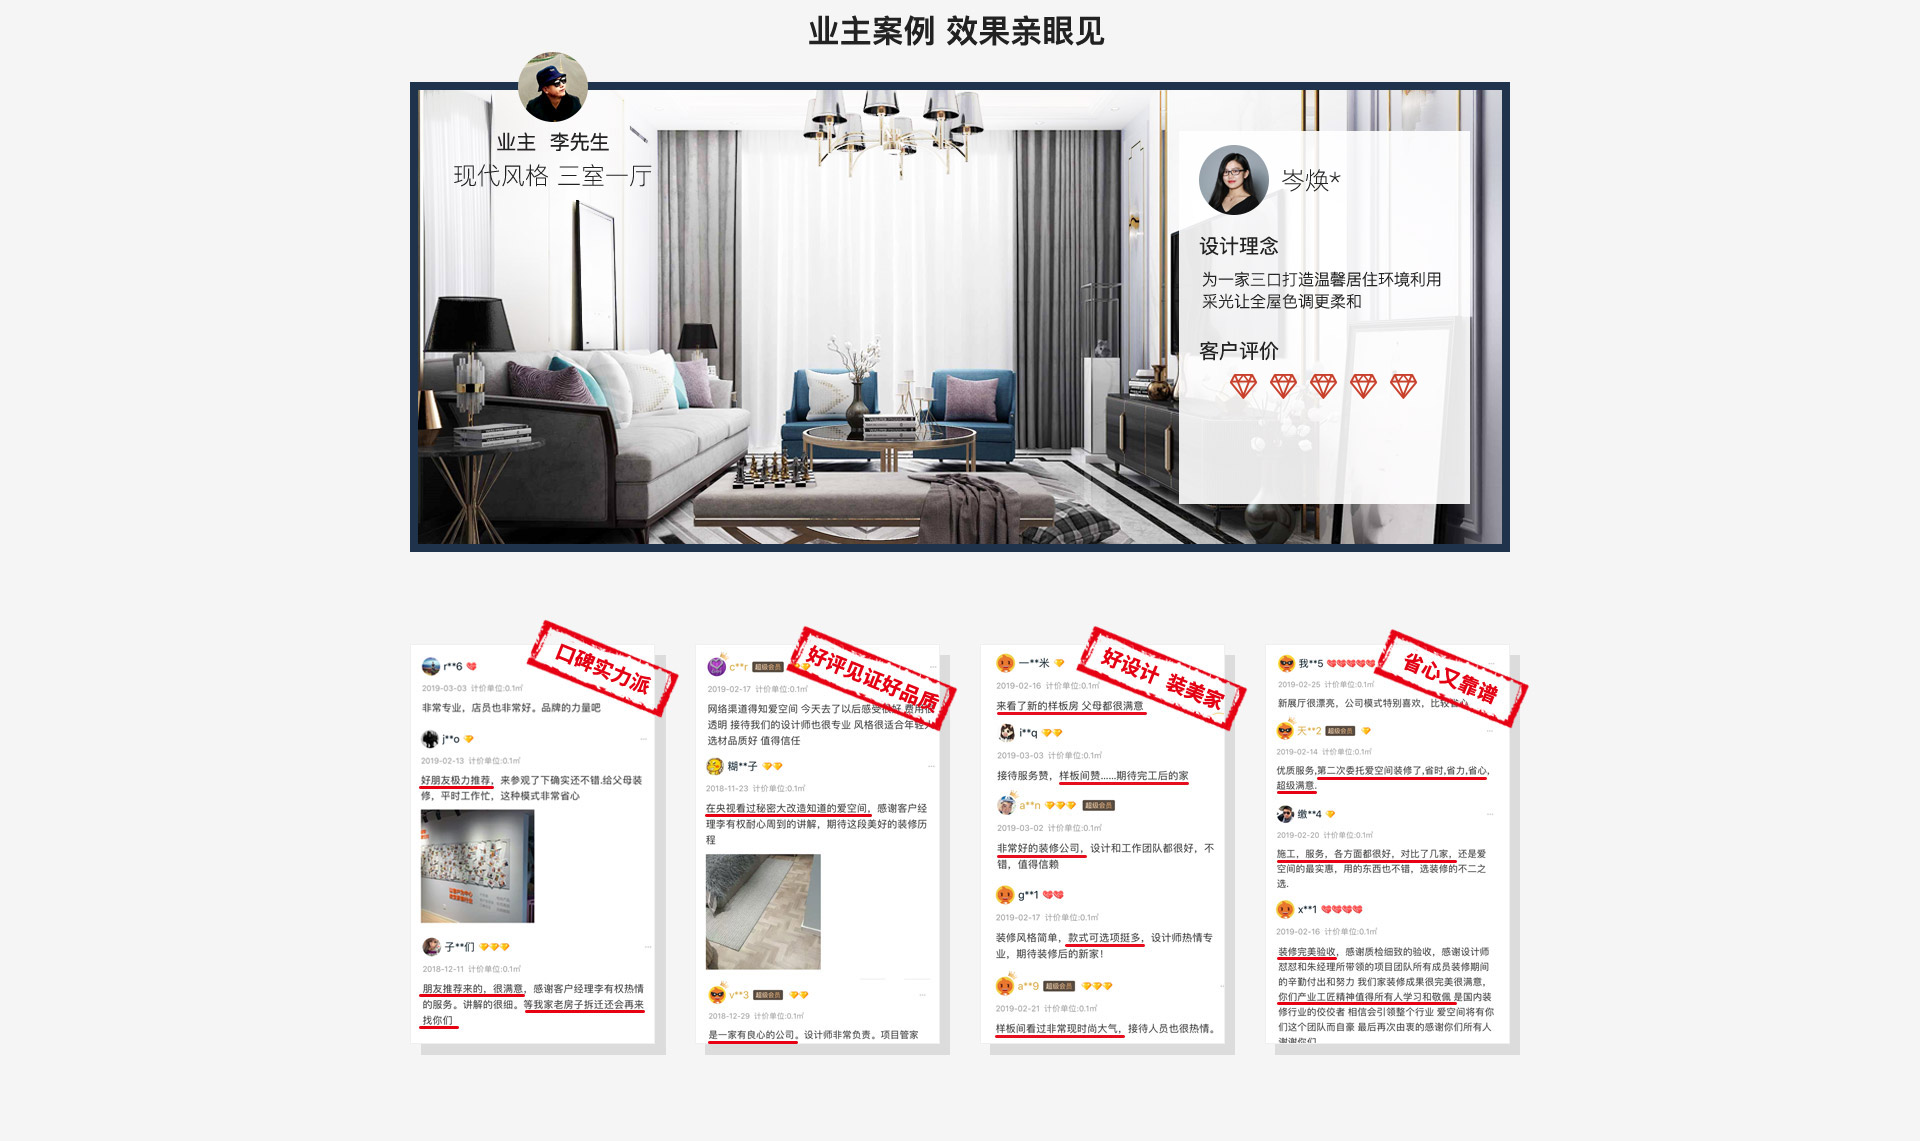 业主案例 效果亲眼见
业主 李先生
现代风格 三室一厅
岑焕*
设计理念
为一家三口打造温馨居住环境利用
采光让全屋色调更柔和
客户评价
口碑实力派
r**6
2019-03-03 计价单位:0.1㎡
非常专业，店员也非常好。品牌的力量吧
j**o
2019-02-13 计价单位:0.1㎡
好朋友极力推荐，来参观了下确实还不错.给父母装
修，平时工作忙，这种模式非常省心
子**们
2018-12-11 计价单位:0.1㎡
朋友推荐来的，很满意，感谢客户经理李有权热情
的服务。讲解的很细。等我家老房子拆迁还会再来
找你们
好评见证好品质
c**r 超级会员
2019-02-17 计价单位:0.1㎡
网络渠道得知爱空间 今天去了以后感受很好 费用很
透明 接待我们的设计师也很专业 风格很适合年轻人
选材品质好 值得信任
糊**子
2018-11-23 计价单位:0.1㎡
在央视看过秘密大改造知道的爱空间，感谢客户经
理李有权耐心周到的讲解，期待这段美好的装修历
程
v**3 超级会员
2018-12-29 计价单位:0.1㎡
是一家有良心的公司。设计师非常负责。项目管家
好设计 装美家
一**米
2019-02-16 计价单位:0.1㎡
来看了新的样板房 父母都很满意
i**q
2019-03-03 计价单位:0.1㎡
接待服务赞，样板间赞......期待完工后的家
a**n 超级会员
2019-03-02 计价单位:0.1㎡
非常好的装修公司，设计和工作团队都很好，不
错，值得信赖
g**1
2019-02-17 计价单位:0.1㎡
装修风格简单，款式可选项挺多，设计师热情专
业，期待装修后的新家！
a**9 超级会员
2019-02-21 计价单位:0.1㎡
样板间看过非常现时尚大气，接待人员也很热情。
省心又靠谱
我**5
2019-02-25 计价单位:0.1㎡
新展厅很漂亮，公司模式特别喜欢，比较省心
天**2 超级会员
2019-02-14 计价单位:0.1㎡
优质服务,第二次委托爱空间装修了,省时,省力,省心,
超级满意.
缴**4
2019-02-20 计价单位:0.1㎡
施工，服务，各方面都很好，对比了几家，还是爱
空间的最实惠，用的东西也不错，选装修的不二之
选.
x**1
2019-02-16 计价单位:0.1㎡
装修完美验收，感谢质检细致的验收，感谢设计师
怼怼和朱经理所带领的项目团队所有成员装修期间
的辛勤付出和努力 我们家装修成果很完美很满意，
你们产业工匠精神值得所有人学习和敬佩 是国内装
修行业的佼佼者 相信会引领整个行业 爱空间将有你
们这个团队而自豪 最后再次由衷的感谢你们所有人
谢谢你们